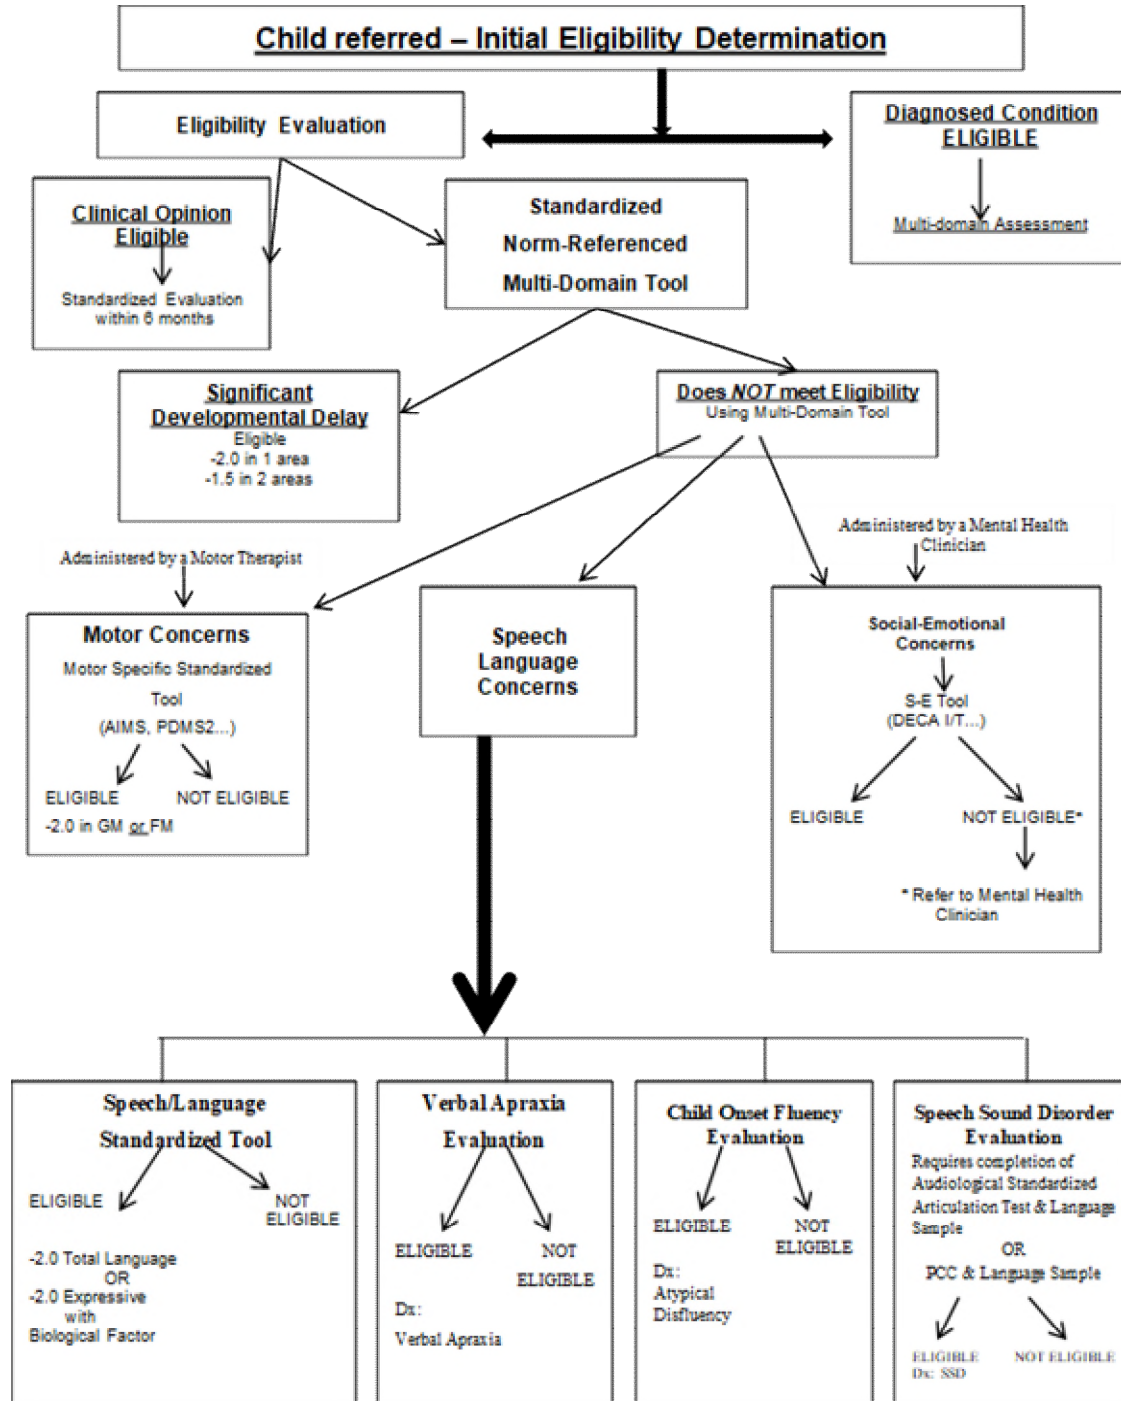 Child referred – Initial Eligibility Determination
Eligibility Evaluation
Diagnosed Condition
ELIGIBLE
Multi-domain Assessment
Clinical Opinion
Eligible
Standardized Evaluation
within 6 months
Standardized
Norm-Referenced
Multi-Domain Tool
Significant
Developmental Delay
Eligible
-2.0 in 1 area
-1.5 in 2 areas
Does NOT meet Eligibility
Using Multi-Domain Tool
Administered by a Motor Therapist
Administered by a Mental Health
Clinician
Motor Concerns
Motor Specific Standardized
Tool
(AIMS, PDMS2...)
ELIGIBLE
NOT ELIGIBLE
-2.0 in GM or FM
Speech
Language
Concerns
Social-Emotional
Concerns
S-E Tool
(DECA I/T...)
ELIGIBLE
NOT ELIGIBLE*
* Refer to Mental Health
Clinician
Speech/Language
Standardized Tool
ELIGIBLE
NOT
ELIGIBLE
-2.0 Total Language
OR
-2.0 Expressive
with
Biological Factor
Verbal Apraxia
Evaluation
ELIGIBLE
NOT
ELIGIBLE
Dx:
Verbal Apraxia
Child Onset Fluency
Evaluation
ELIGIBLE
NOT
ELIGIBLE
Dx:
Atypical
Disfluency
Speech Sound Disorder
Evaluation
Requires completion of
Audiological Standardized
Articulation Test & Language
Sample
OR
PCC & Language Sample
ELIGIBLE
NOT ELIGIBLE
Dx: SSD